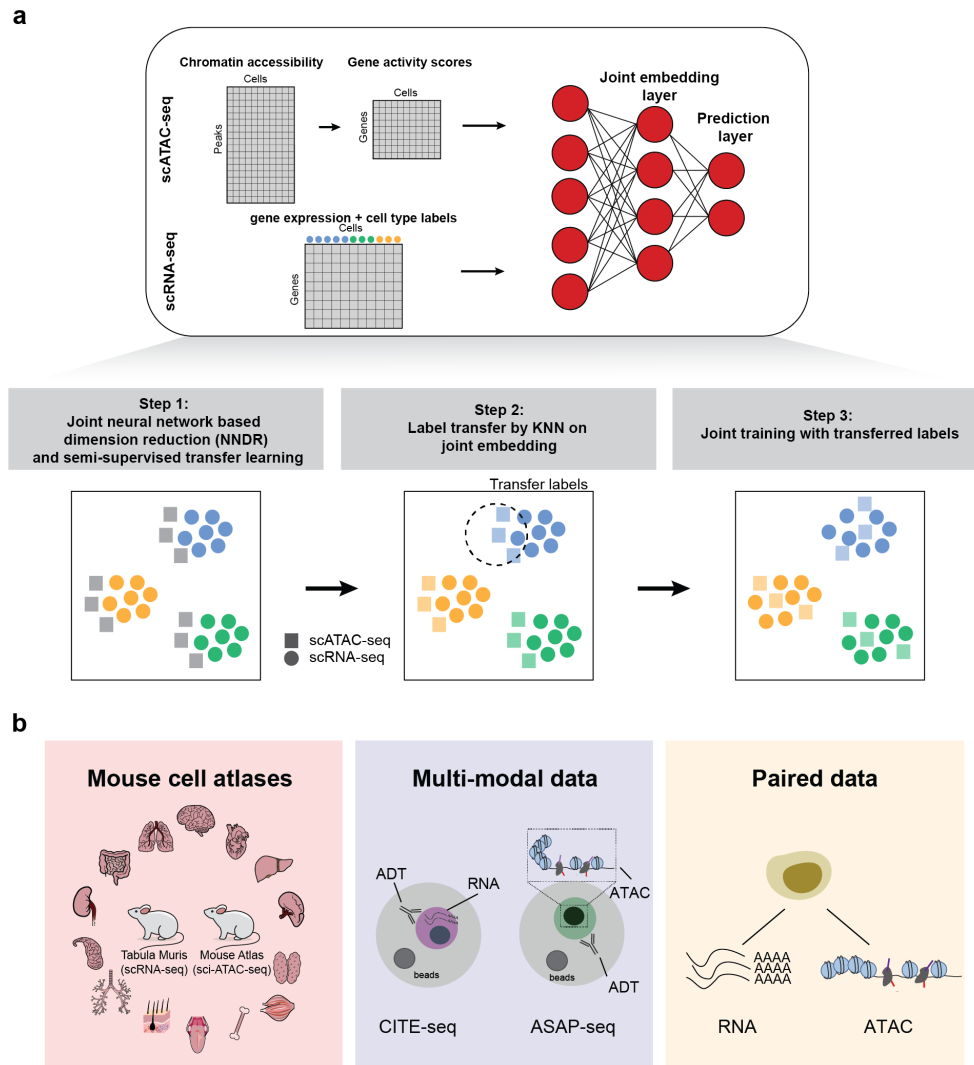 a
Chromatin accessibility
Gene activity scores
Cells
Cells
Peaks
Genes
scATAC-seq
Joint embedding
layer
Prediction
layer
gene expression + cell type labels
Cells
Genes
scRNA-seq
Step 1:
Joint neural network based
dimension reduction (NNDR)
and semi-supervised transfer learning
Step 2:
Label transfer by KNN on
joint embedding
Step 3:
Joint training with transferred labels
Transfer labels
scATAC-seq
scRNA-seq
b
Mouse cell atlases
Tabula Muris
(scRNA-seq)
Mouse Atlas
(sci-ATAC-seq)
Multi-modal data
ADT
RNA
AAAA
AAAA
beads
CITE-seq
ATAC
ADT
beads
ASAP-seq
Paired data
AAAA
AAAA
AAAA
RNA
ATAC